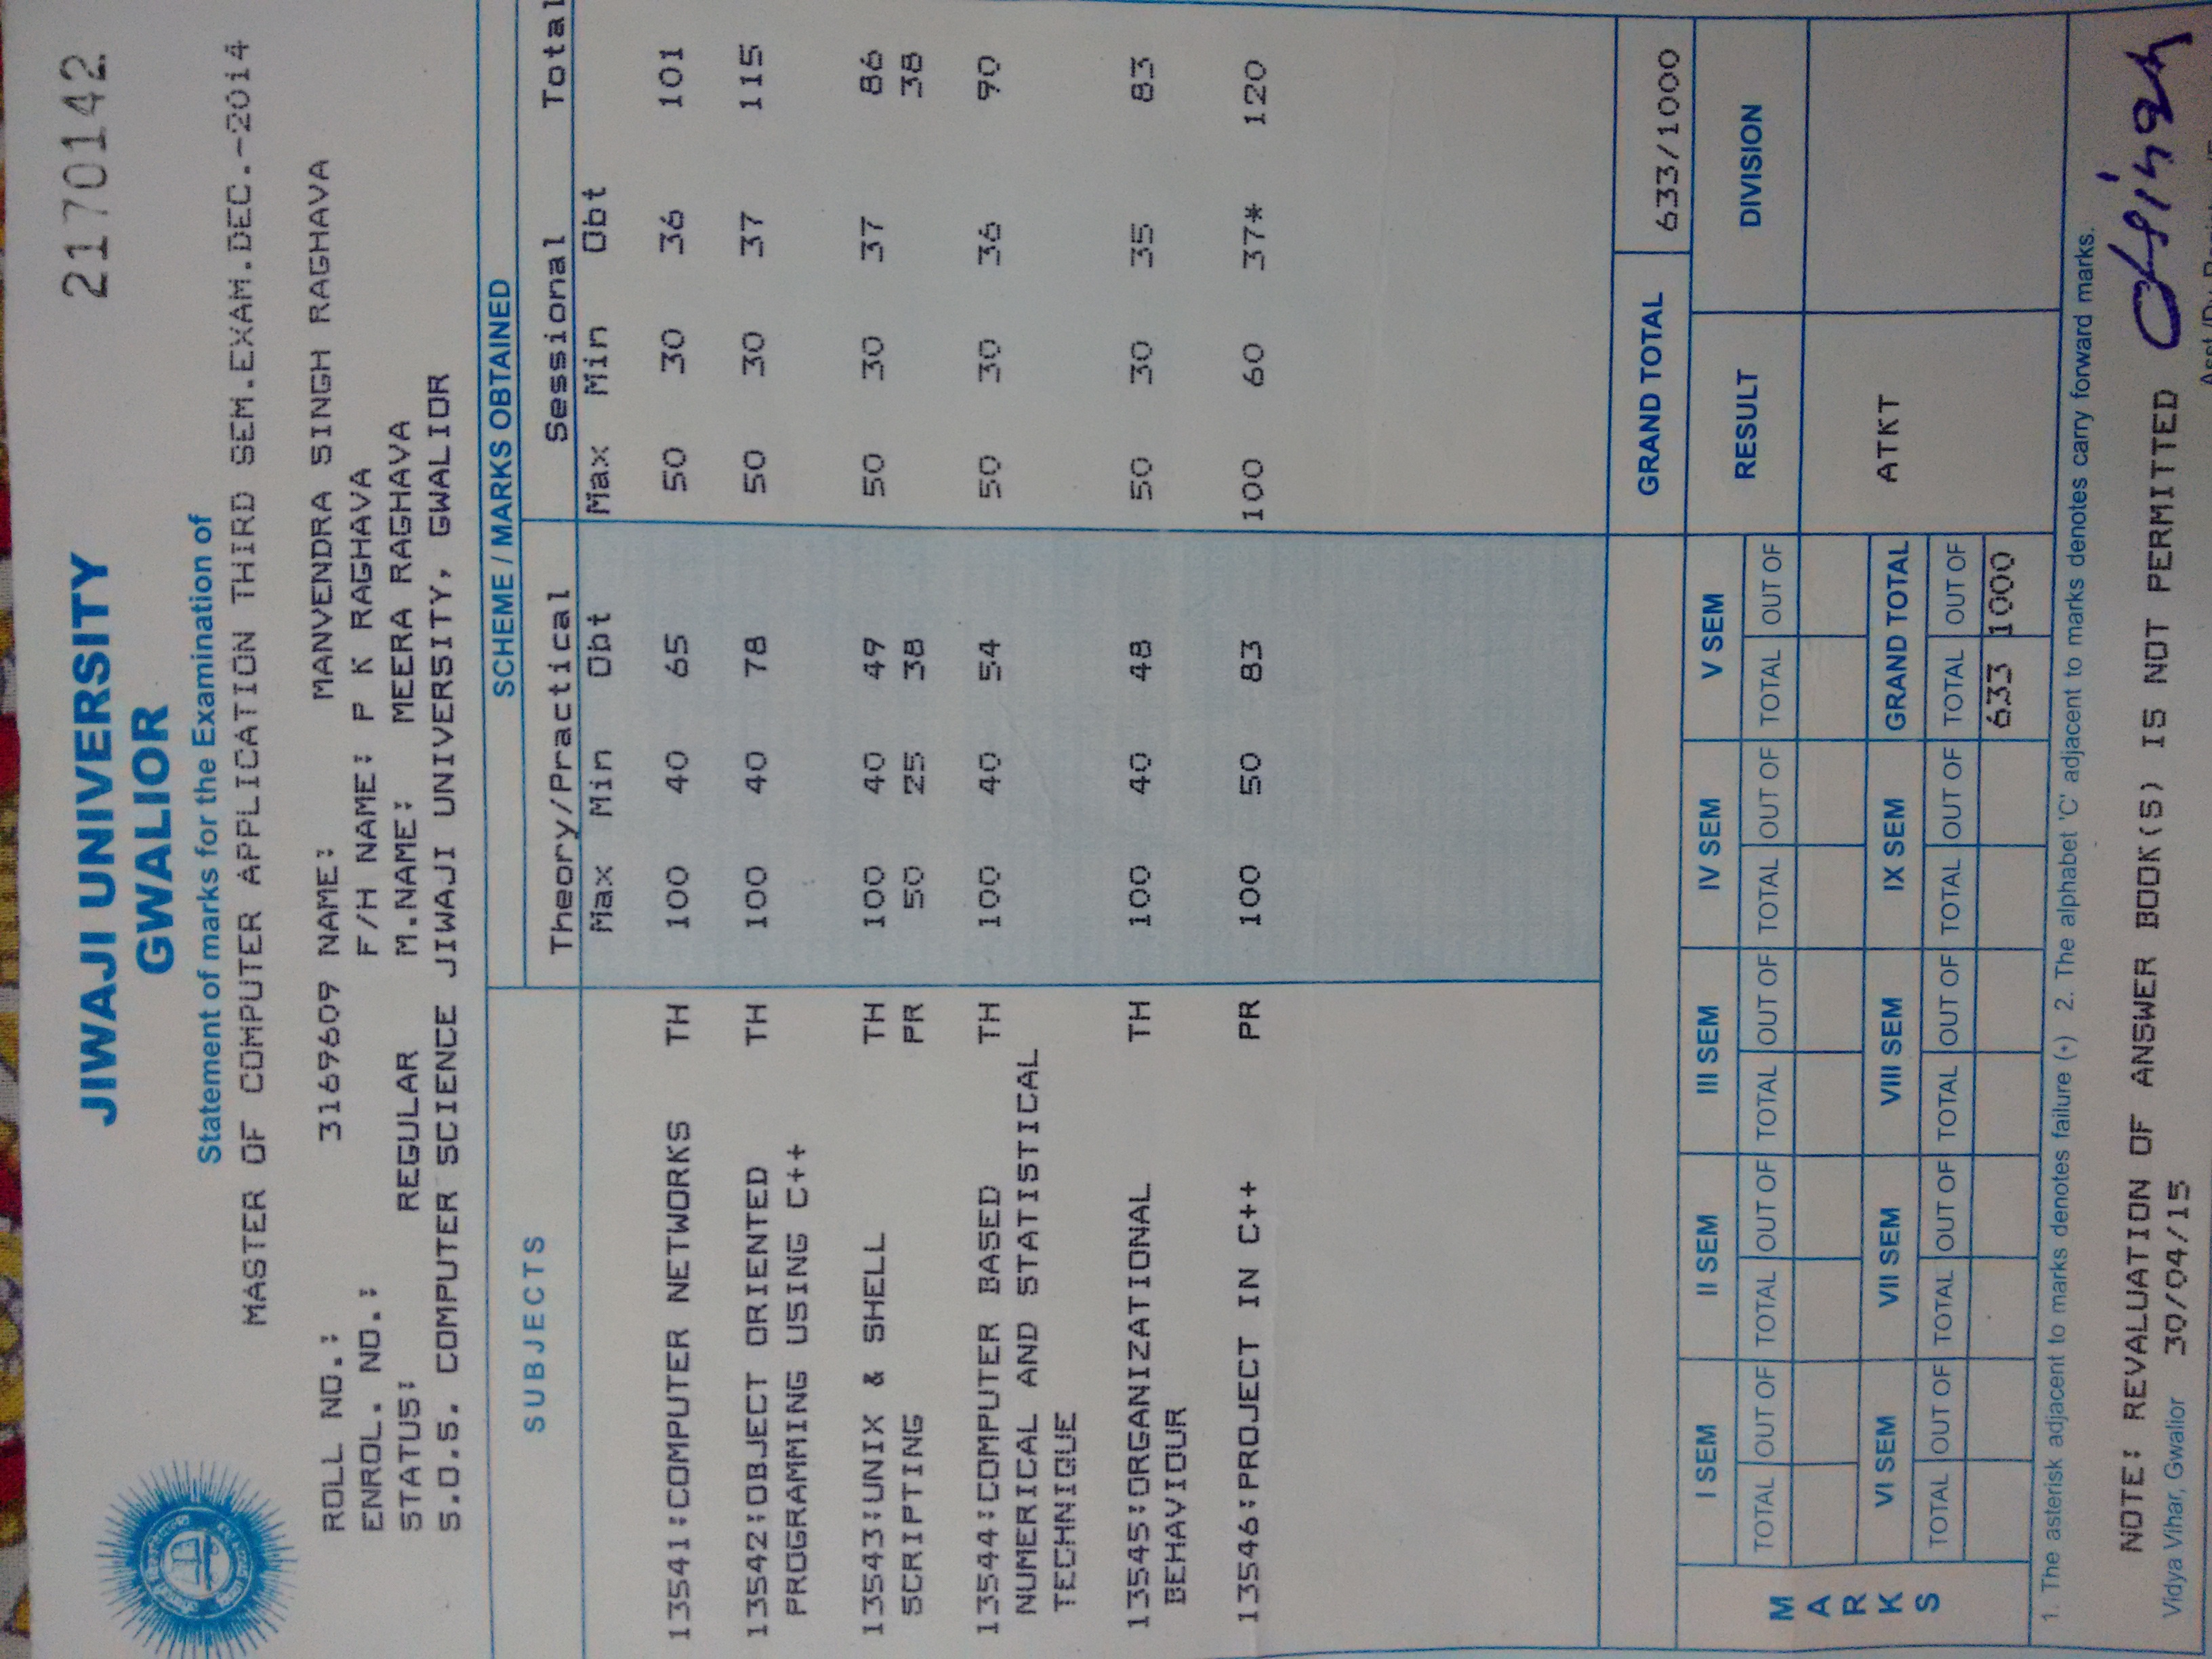 2170142
JIWAJI UNIVERSITY
GWALIOR
Statement of marks for the Examination of
MASTER OF COMPUTER APPLICATION THIRD SEM.EXAM.DEC.-2014
ROLL NO.: 3169609 NAME: MANVENDRA SINGH RAGHAVA
ENROL. NO.: F/H NAME: P K RAGHAVA
STATUS: REGULAR M.NAME: MEERA RAGHAVA
S.O.S. COMPUTER SCIENCE JIWAJI UNIVERSITY, GWALIOR
SUBJECTS SCHEME / MARKS OBTAINED
Theory/Practical Sessional Total
Max Min Obt Max Min Obt
13541:COMPUTER NETWORKS TH 100 40 65 50 30 36 101
13542:OBJECT ORIENTED TH 100 40 78 50 30 37 115
PROGRAMMING USING C++
13543:UNIX & SHELL TH 100 40 49 50 30 37 86
SCRIPTING PR 50 25 38 38
13544:COMPUTER BASED TH 100 40 54 50 30 36 90
NUMERICAL AND STATISTICAL
TECHNIQUE
13545:ORGANIZATIONAL TH 100 40 48 50 30 35 83
BEHAVIOUR
13546:PROJECT IN C++ PR 100 50 83 100 60 37* 120
GRAND TOTAL 633/1000
MARKS
I SEM II SEM III SEM IV SEM V SEM RESULT DIVISION
TOTAL OUT OF TOTAL OUT OF TOTAL OUT OF TOTAL OUT OF TOTAL OUT OF
ATKT
VI SEM VII SEM VIII SEM IX SEM GRAND TOTAL
TOTAL OUT OF TOTAL OUT OF TOTAL OUT OF TOTAL OUT OF TOTAL OUT OF
633 1000
1. The asterisk adjacent to marks denotes failure (*) 2. The alphabet 'C' adjacent to marks denotes carry forward marks.
NOTE: REVALUATION OF ANSWER BOOK(S) IS NOT PERMITTED
Vidya Vihar, Gwalior 30/04/15